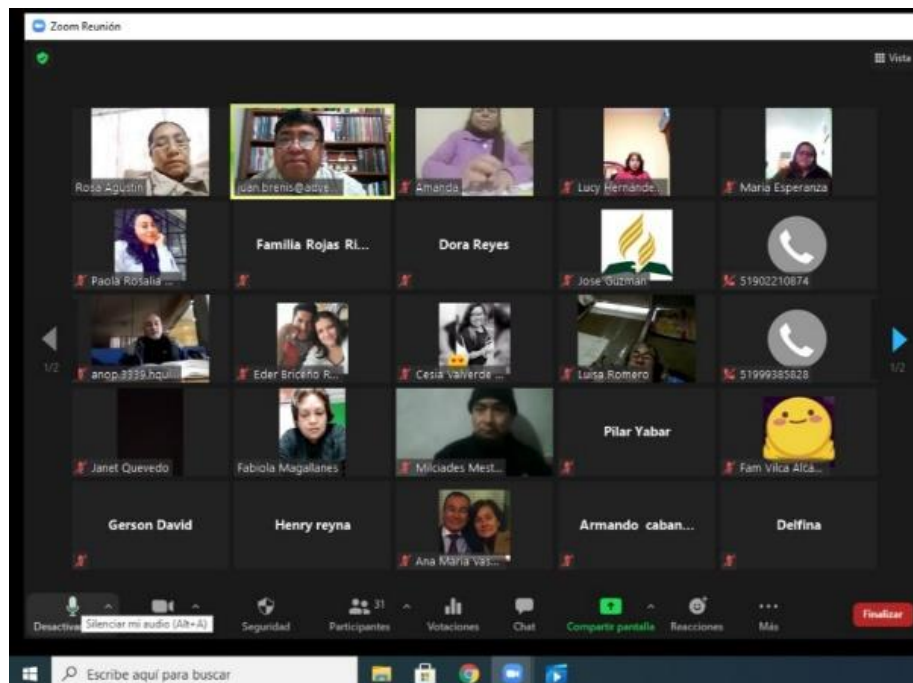 Zoom Reunión
Vista
Rosa Agustin
juan.brenis@adve...
Amanda
Lucy Hernánde...
Maria Esperanza
Paola Rosalia ...
Familia Rojas Ri...
Dora Reyes
Jose Guzman
51902210874
1/2
anop.3339.hqui...
Eder Briceño R...
Cesia Valverde ...
Luisa Romero
51999385828
1/2
Janet Quevedo
Fabiola Magallanes
Milciades Mest...
Pilar Yabar
Fam Vilca Alca...
Gerson David
Henry reyna
Ana Maria Vas...
Armando caban...
Delfina
Desactivar
Silenciar mi audio (Alt+A)
Seguridad
Participantes
31
Votaciones
Chat
Compartir pantalla
Reacciones
Más
Finalizar
Escribe aquí para buscar